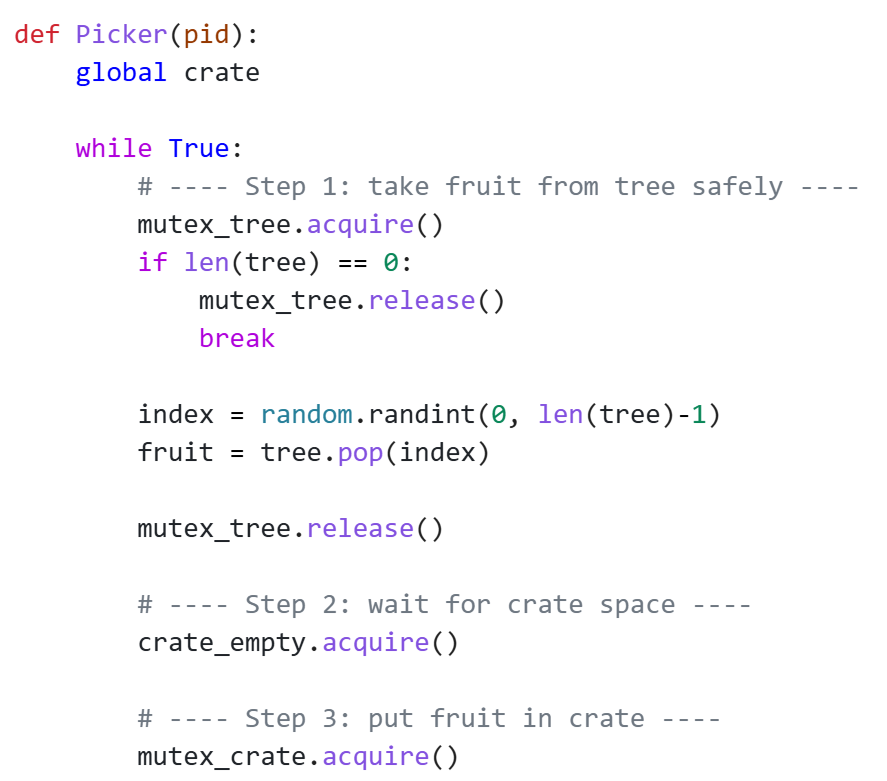 def Picker(pid):
    global crate

    while True:
        # ---- Step 1: take fruit from tree safely ----
        mutex_tree.acquire()
        if len(tree) == 0:
            mutex_tree.release()
            break

        index = random.randint(0, len(tree)-1)
        fruit = tree.pop(index)

        mutex_tree.release()

        # ---- Step 2: wait for crate space ----
        crate_empty.acquire()

        # ---- Step 3: put fruit in crate ----
        mutex_crate.acquire()